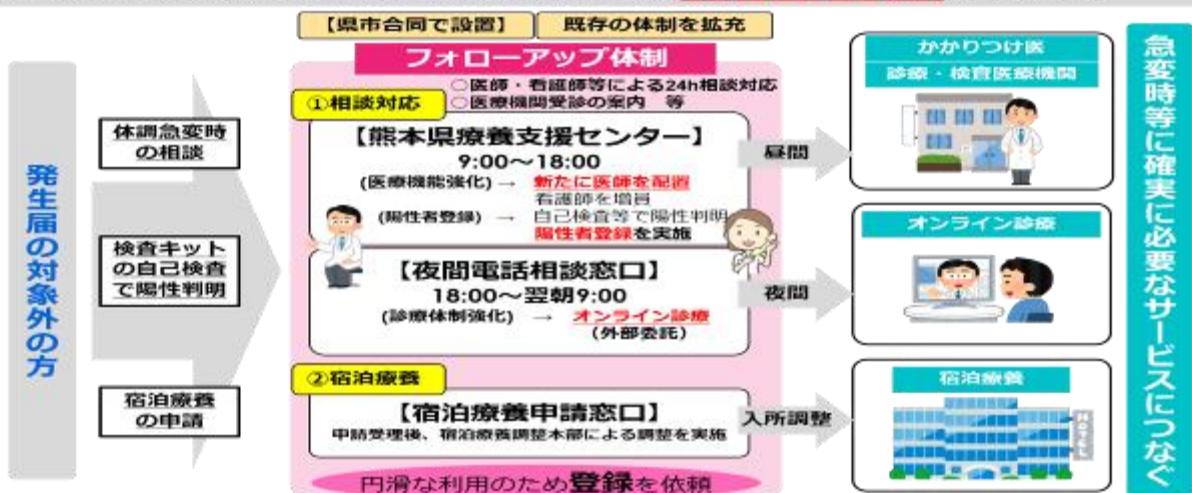 【県市合同で設置】
既存の体制を拡充
フォローアップ体制
○医師・看護師等による24h相談対応
○医療機関受診の案内 等
①相談対応
【熊本県療養支援センター】
9:00～18:00
(医療機能強化) → 新たに医師を配置
看護師を増員
(陽性者登録) → 自己検査等で陽性判明
陽性者登録を実施
【夜間電話相談窓口】
18:00～翌朝9:00
(診療体制強化) → オンライン診療
(外部委託)
②宿泊療養
【宿泊療養申請窓口】
申請受理後、宿泊療養調整本部による調整を実施
円滑な利用のため登録を依頼
発生届の対象外の方
体調急変時
の相談
検査キット
の自己検査
で陽性判明
宿泊療養
の申請
昼間
夜間
入所調整
かかりつけ医
診療・検査医療機関
オンライン診療
宿泊療養
HOTEL
急変時等に確実に必要なサービスにつなぐ